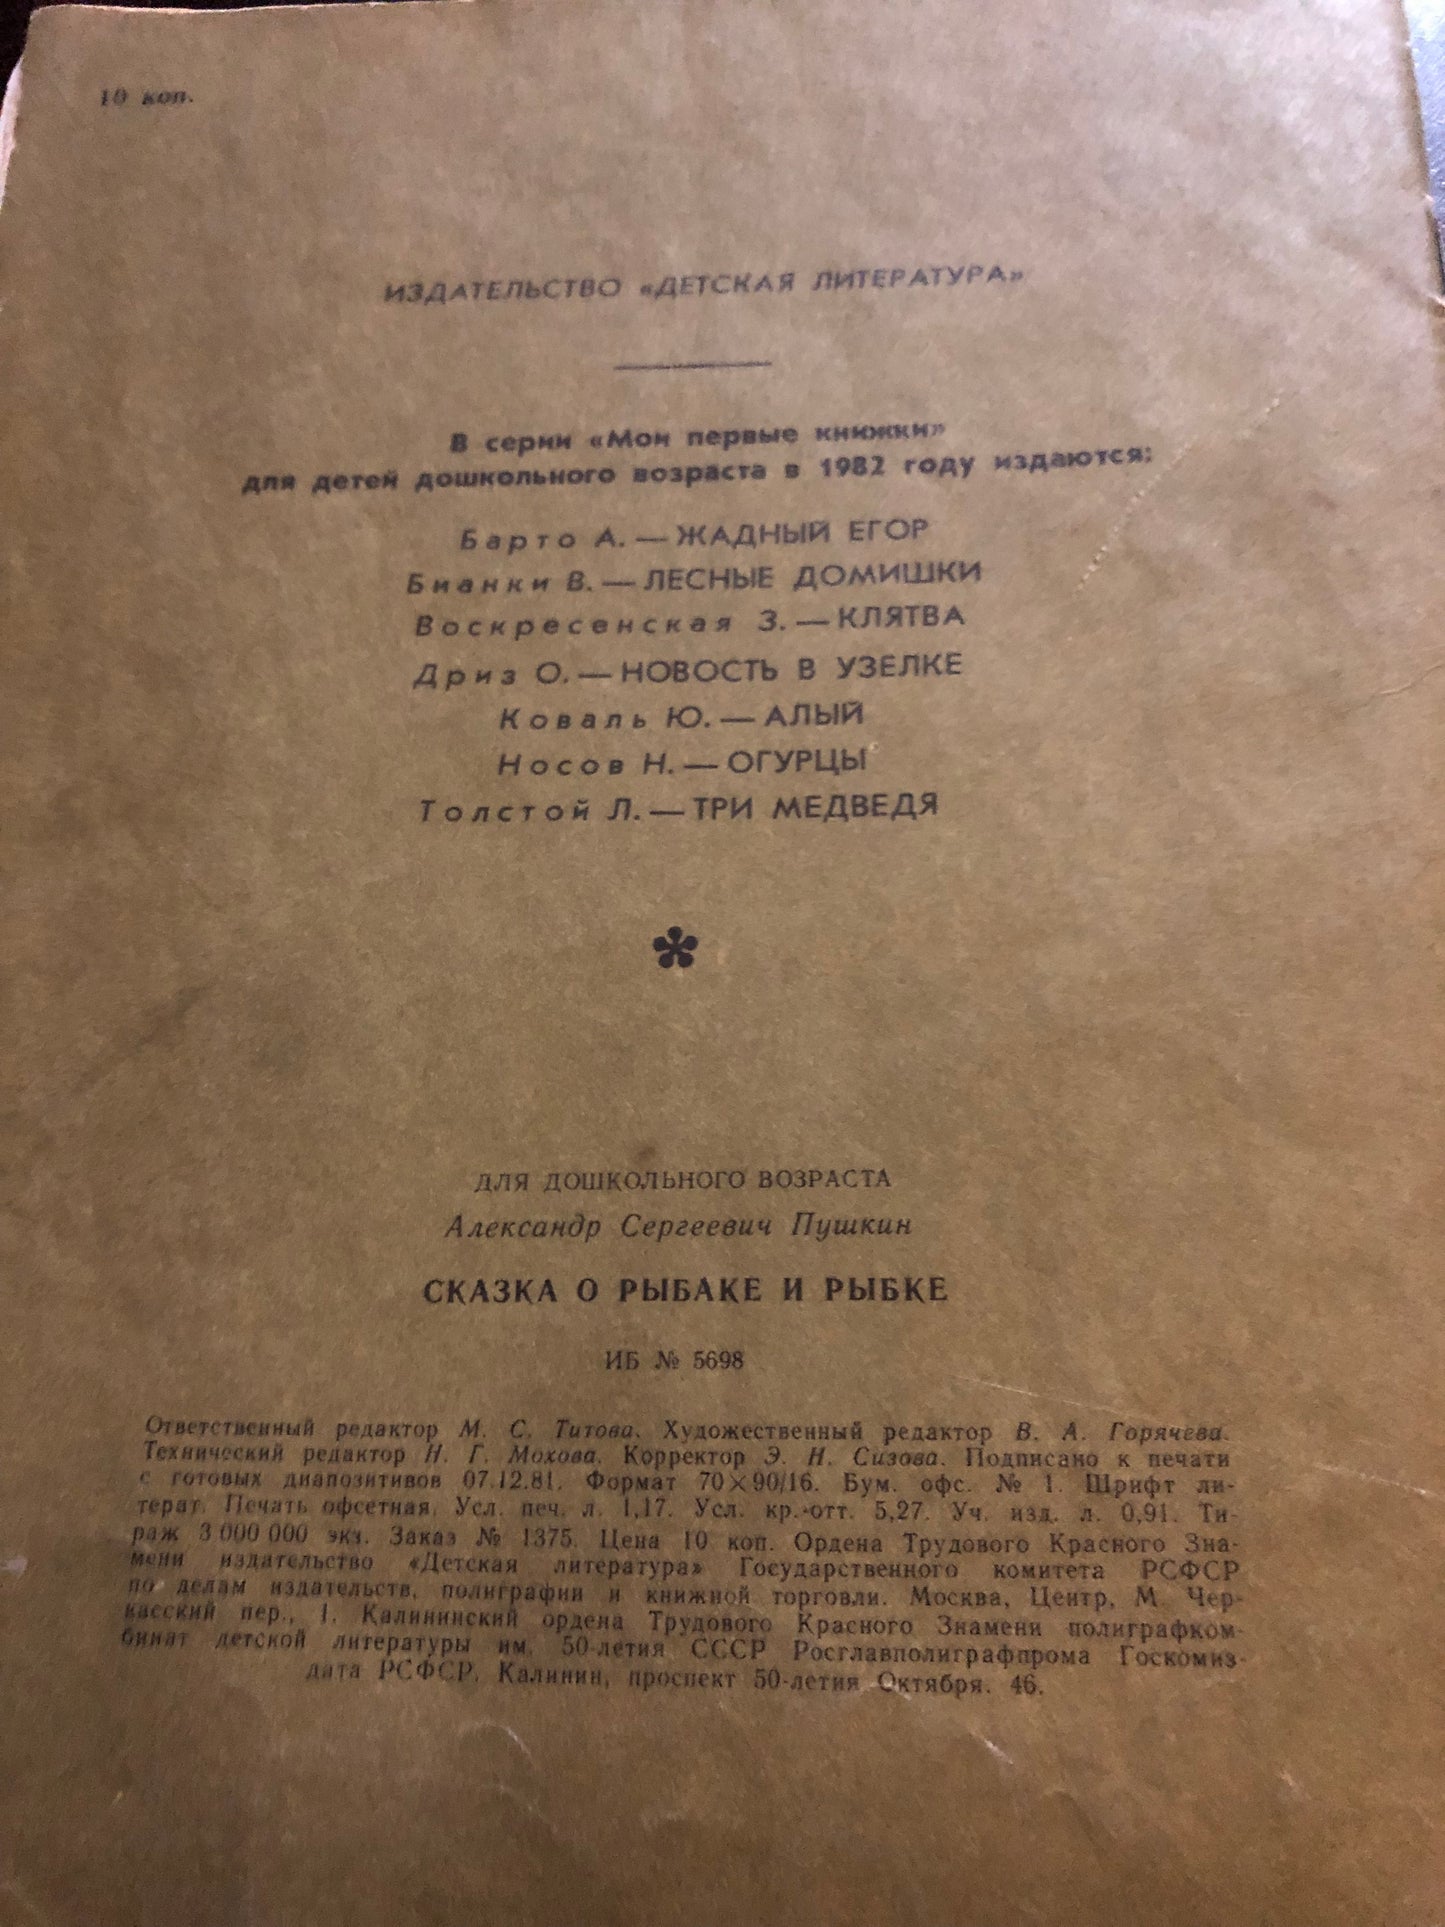 10 коп.
ИЗДАТЕЛЬСТВО «ДЕТСКАЯ ЛИТЕРАТУРА»
В серии «Мои первые книжки»
для детей дошкольного возраста в 1982 году издаются:
Барто А. — ЖАДНЫЙ ЕГОР
Бианки В. — ЛЕСНЫЕ ДОМИШКИ
Воскресенская З. — КЛЯТВА
Дриз О. — НОВОСТЬ В УЗЕЛКЕ
Коваль Ю. — АЛЫЙ
Носов Н. — ОГУРЦЫ
Толстой Л. — ТРИ МЕДВЕДЯ
ДЛЯ ДОШКОЛЬНОГО ВОЗРАСТА
Александр Сергеевич Пушкин
СКАЗКА О РЫБАКЕ И РЫБКЕ
ИБ № 5698
Ответственный редактор М. С. Титова. Художественный редактор В. А. Горячева.
Технический редактор Н. Г. Мохова. Корректор Э. Н. Сизова. Подписано к печати
с готовых диапозитивов 07.12.81. Формат 70×90/16. Бум. офс. № 1. Шрифт ли-
терат. Печать офсетная. Усл. печ. л. 1,17. Усл. кр.-отт. 5,27. Уч. изд. л. 0,91. Ти-
раж 3 000 000 экз. Заказ № 1375. Цена 10 коп. Ордена Трудового Красного Зна-
мени издательство «Детская литература» Государственного комитета РСФСР
по делам издательств, полиграфии и книжной торговли. Москва, Центр, М. Чер-
касский пер., 1. Калининский ордена Трудового Красного Знамени полиграфком-
бинат детской литературы им. 50-летия СССР Росглавполиграфпрома Госкомиз-
дата РСФСР. Калинин, проспект 50-летия Октября. 46.